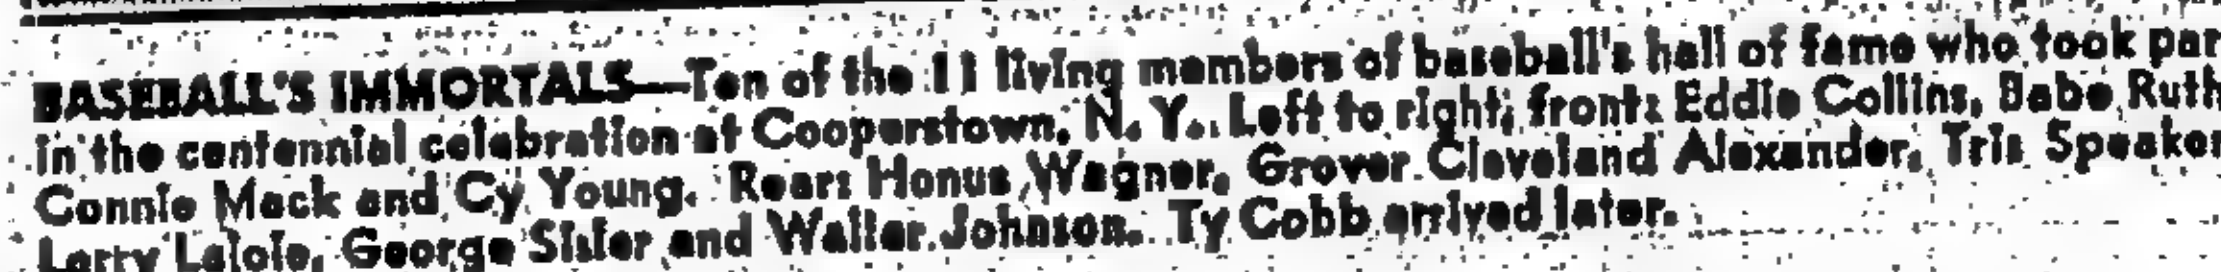 BASEBALL'S IMMORTALS—Ten of the 11 living members of baseball's hall of fame who took par
in the centennial celebration at Cooperstown, N. Y. Left to right, front: Eddie Collins, Babe Ruth
Connie Mack and Cy Young. Rear: Honus Wagner, Grover Cleveland Alexander, Tris Speaker
Larry Lajoie, George Sisler and Walter Johnson. Ty Cobb arrived later.